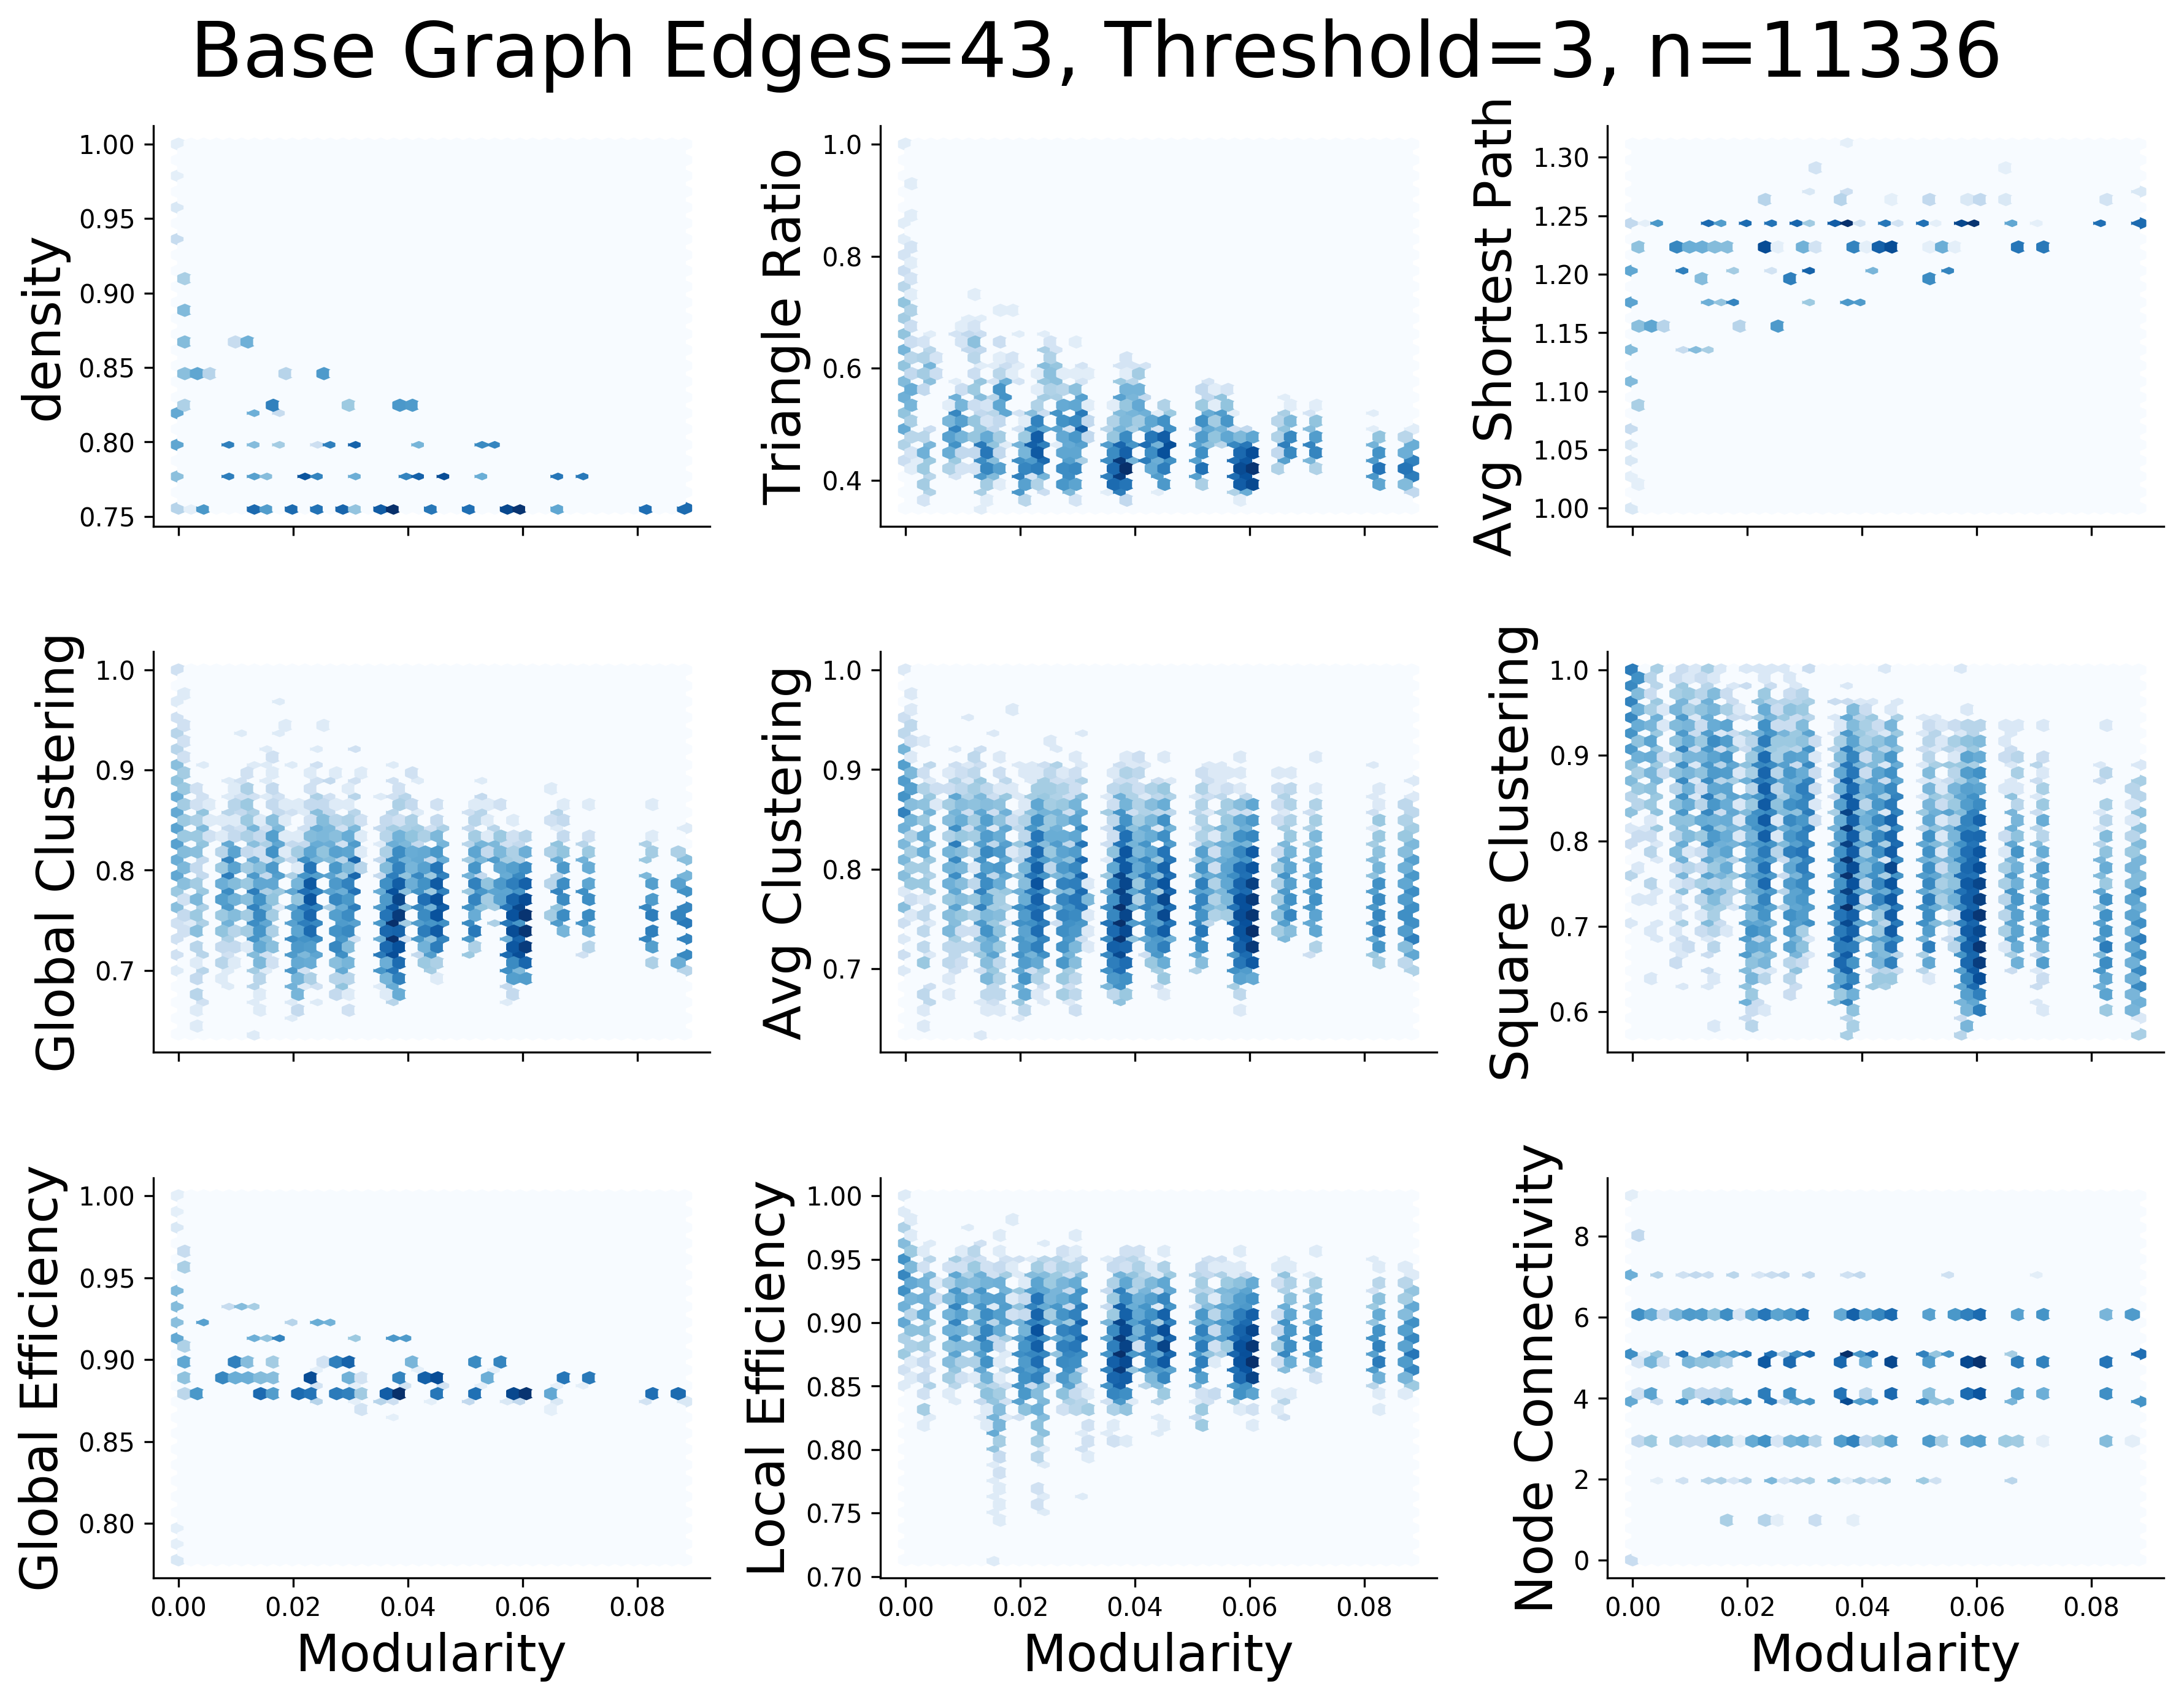 Base Graph Edges=43, Threshold=3, n=11336
density
1.00
0.95
0.90
0.85
0.80
0.75
Triangle Ratio
1.0
0.8
0.6
0.4
Avg Shortest Path
1.30
1.25
1.20
1.15
1.10
1.05
1.00
Global Clustering
1.0
0.9
0.8
0.7
Avg Clustering
1.0
0.9
0.8
0.7
Square Clustering
1.0
0.9
0.8
0.7
0.6
Global Efficiency
1.00
0.95
0.90
0.85
0.80
0.00 0.02 0.04 0.06 0.08
Modularity
Local Efficiency
1.00
0.95
0.90
0.85
0.80
0.75
0.70
0.00 0.02 0.04 0.06 0.08
Modularity
Node Connectivity
8
6
4
2
0
0.00 0.02 0.04 0.06 0.08
Modularity